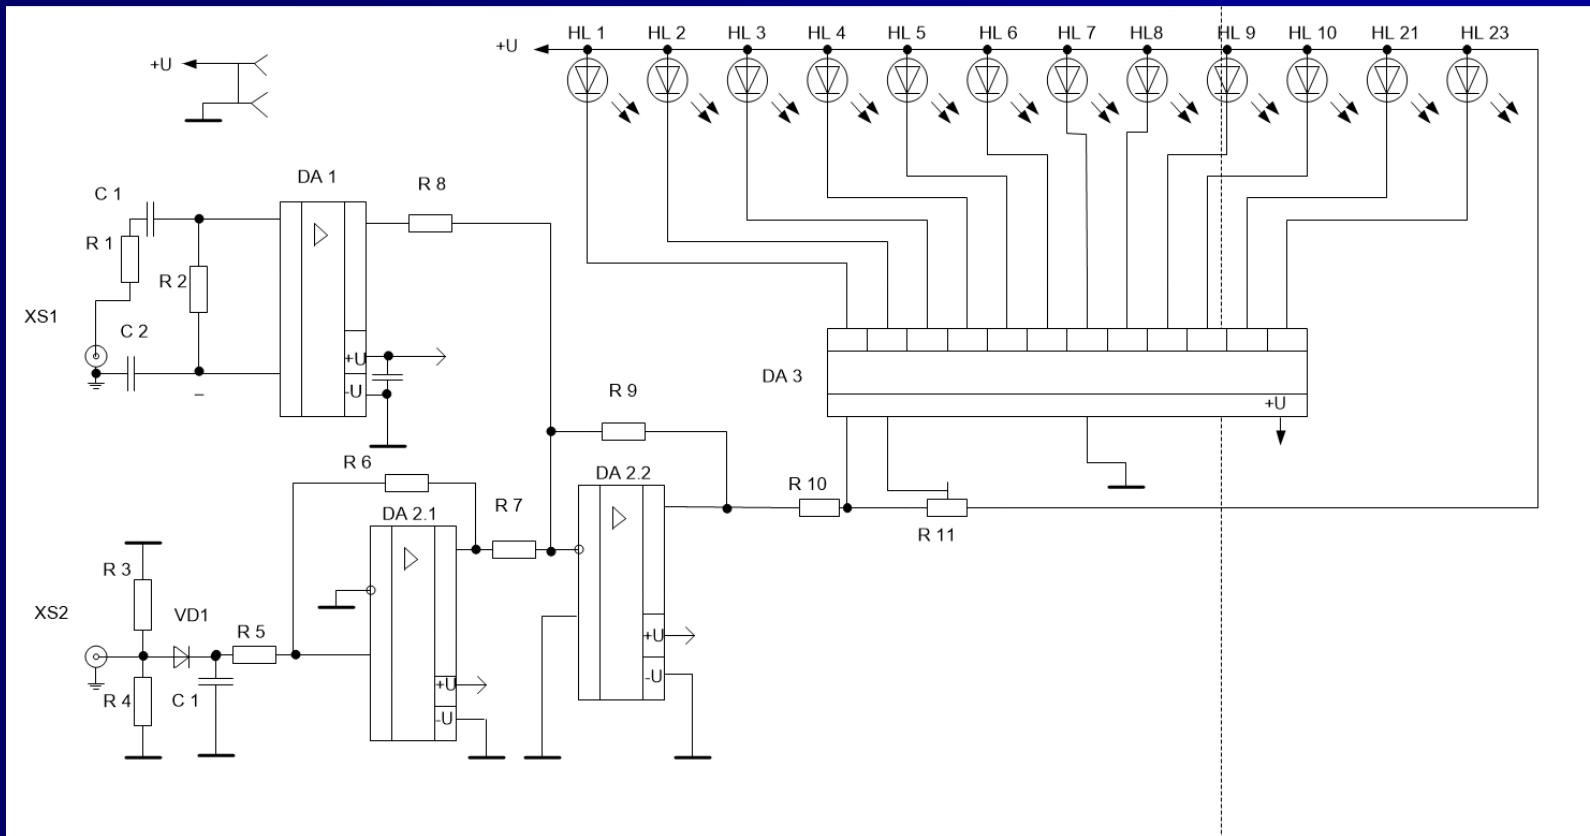 HL 1 HL 2 HL 3 HL 4 HL 5 HL 6 HL 7 HL8 HL 9 HL 10 HL 21 HL 23
+U
+U
DA 1
R 8
C 1
R 1
R 2
XS1
C 2
+U
-U
DA 3
+U
R 9
R 6
DA 2.2
R 10
R 7
DA 2.1
R 11
R 3
XS2
VD1
R 5
+U
-U
R 4
C 1
+U
-U